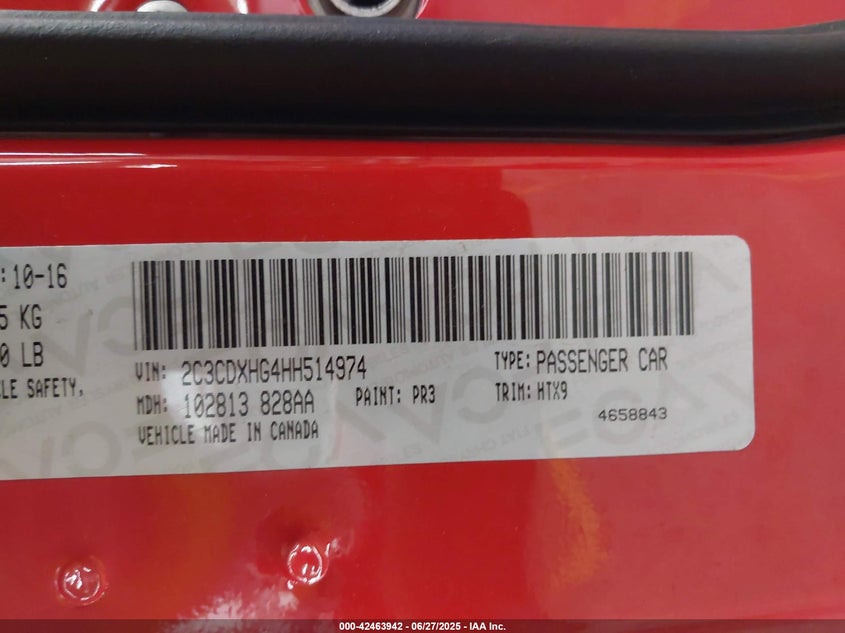 : 10-16
5 KG
0 LB
CLE SAFETY,
VIN: 2C3CDXHG4HH514974
TYPE: PASSENGER CAR
MDH: 102813 828AA
PAINT: PR3
TRIM: HTX9
VEHICLE MADE IN CANADA
4658843
000-42463942 - 06/27/2025 - IAA Inc.